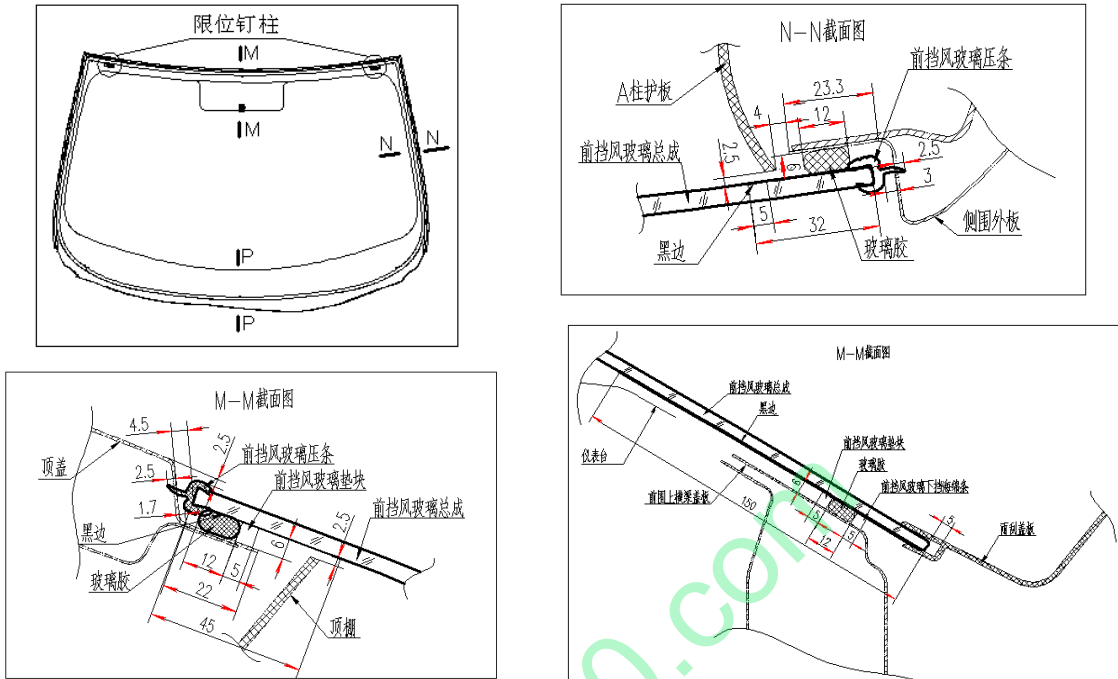 限位钉柱
M
M
N
N
P
P
N-N截面图
前挡风玻璃压条
A柱护板
23.3
4
12
前挡风玻璃总成
2.5
6
2.5
3
5
32
黑边
玻璃胶
侧围外板
M-M截面图
4.5
2.5
顶盖
前挡风玻璃压条
2.5
前挡风玻璃垫块
1.7
前挡风玻璃总成
黑边
2.5
6
12
5
玻璃胶
22
45
顶棚
M-M截面图
前挡风玻璃总成
黑边
仪表台
前挡风玻璃垫块
玻璃胶
前围上横梁盖板
6
前挡风玻璃下挡海绵条
150
5
5
12
5
雨刮盖板
0.com